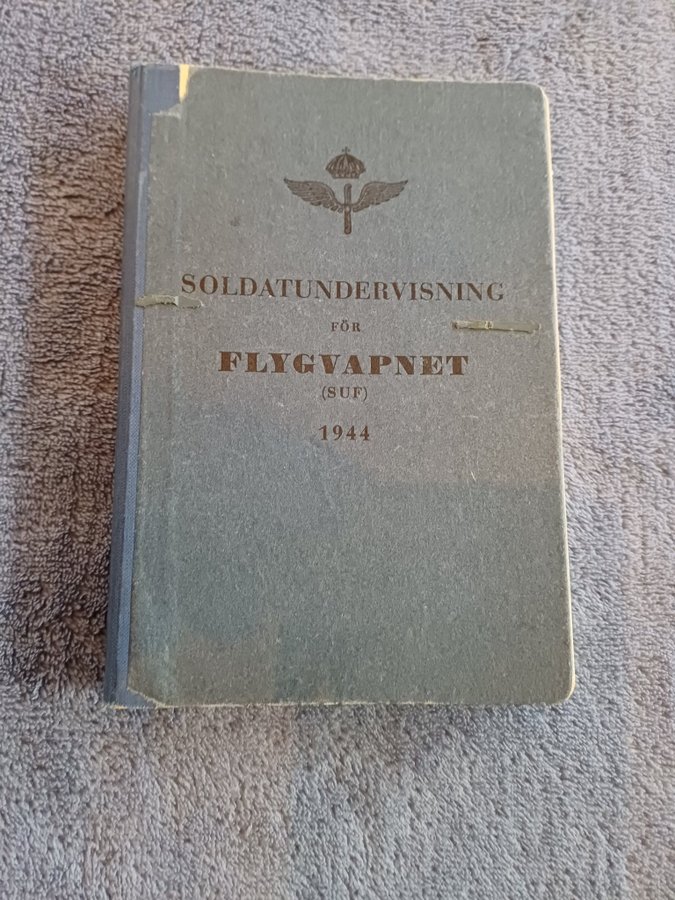 SOLDATUNDERVISNING
FÖR
FLYGVAPNET
(SUF)
1944